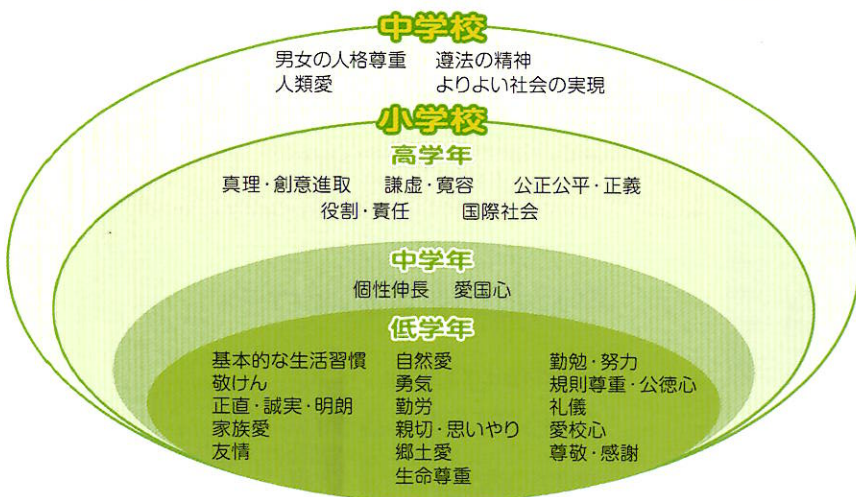 中学校
男女の人格尊重 遵法の精神
人類愛 よりよい社会の実現
小学校
高学年
真理・創意進取 謙虚・寛容 公正公平・正義
役割・責任 国際社会
中学年
個性伸長 愛国心
低学年
基本的な生活習慣 自然愛 勤勉・努力
敬けん 勇気 規則尊重・公徳心
正直・誠実・明朗 勤労 礼儀
家族愛 親切・思いやり 愛校心
友情 郷土愛 尊敬・感謝
生命尊重